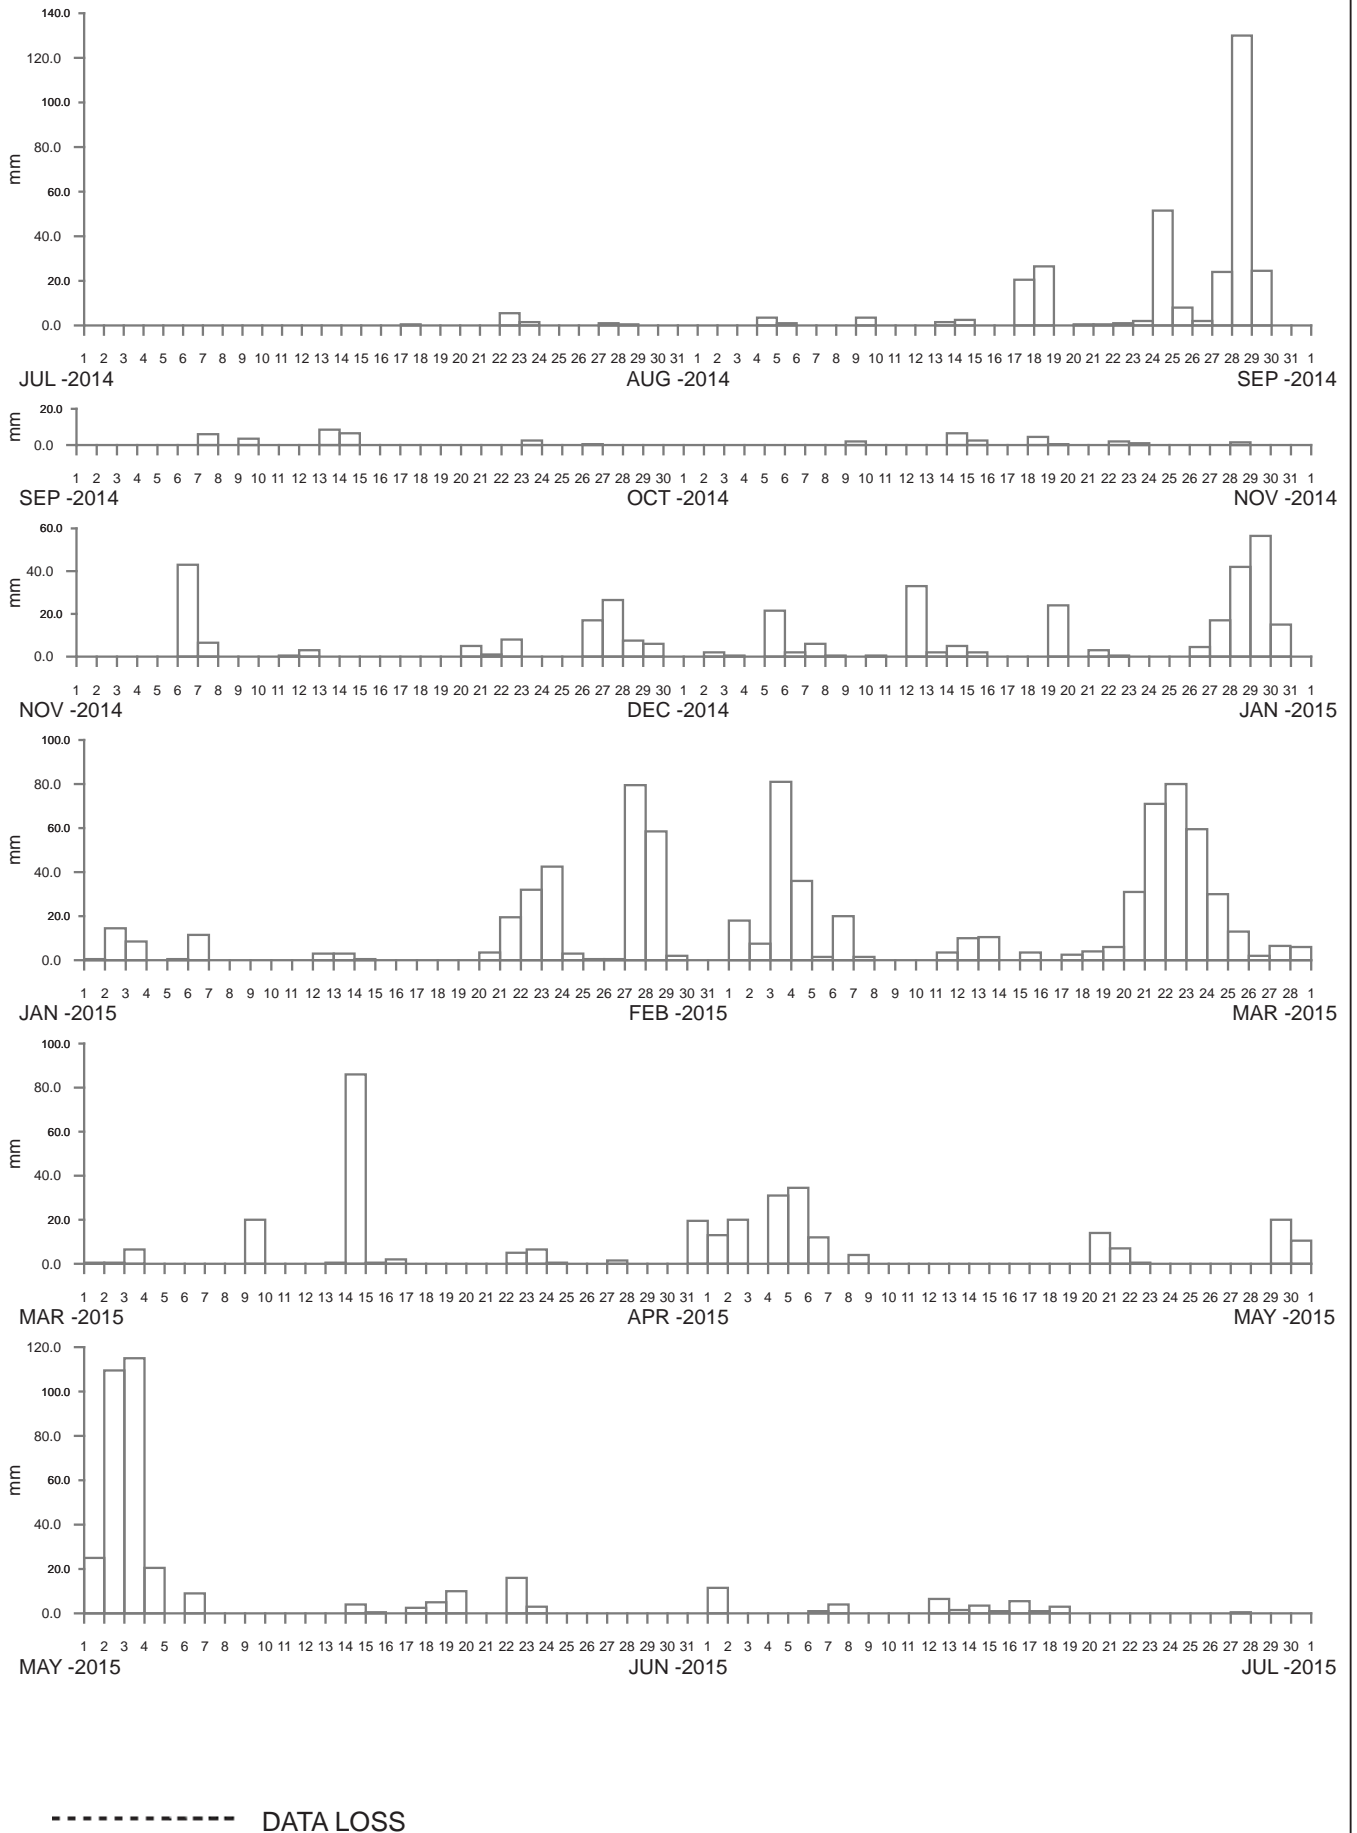 140.0
120.0
100.0
80.0
60.0
40.0
20.0
0.0
mm
1 2 3 4 5 6 7 8 9 10 11 12 13 14 15 16 17 18 19 20 21 22 23 24 25 26 27 28 29 30 31 1 2 3 4 5 6 7 8 9 10 11 12 13 14 15 16 17 18 19 20 21 22 23 24 25 26 27 28 29 30 31 1
JUL -2014 AUG -2014 SEP -2014
20.0
0.0
mm
1 2 3 4 5 6 7 8 9 10 11 12 13 14 15 16 17 18 19 20 21 22 23 24 25 26 27 28 29 30 1 2 3 4 5 6 7 8 9 10 11 12 13 14 15 16 17 18 19 20 21 22 23 24 25 26 27 28 29 30 31 1
SEP -2014 OCT -2014 NOV -2014
60.0
40.0
20.0
0.0
mm
1 2 3 4 5 6 7 8 9 10 11 12 13 14 15 16 17 18 19 20 21 22 23 24 25 26 27 28 29 30 1 2 3 4 5 6 7 8 9 10 11 12 13 14 15 16 17 18 19 20 21 22 23 24 25 26 27 28 29 30 31 1
NOV -2014 DEC -2014 JAN -2015
100.0
80.0
60.0
40.0
20.0
0.0
mm
1 2 3 4 5 6 7 8 9 10 11 12 13 14 15 16 17 18 19 20 21 22 23 24 25 26 27 28 29 30 31 1 2 3 4 5 6 7 8 9 10 11 12 13 14 15 16 17 18 19 20 21 22 23 24 25 26 27 28 1
JAN -2015 FEB -2015 MAR -2015
100.0
80.0
60.0
40.0
20.0
0.0
mm
1 2 3 4 5 6 7 8 9 10 11 12 13 14 15 16 17 18 19 20 21 22 23 24 25 26 27 28 29 30 31 1 2 3 4 5 6 7 8 9 10 11 12 13 14 15 16 17 18 19 20 21 22 23 24 25 26 27 28 29 30 1
MAR -2015 APR -2015 MAY -2015
120.0
100.0
80.0
60.0
40.0
20.0
0.0
mm
1 2 3 4 5 6 7 8 9 10 11 12 13 14 15 16 17 18 19 20 21 22 23 24 25 26 27 28 29 30 31 1 2 3 4 5 6 7 8 9 10 11 12 13 14 15 16 17 18 19 20 21 22 23 24 25 26 27 28 29 30 1
MAY -2015 JUN -2015 JUL -2015
DATA LOSS